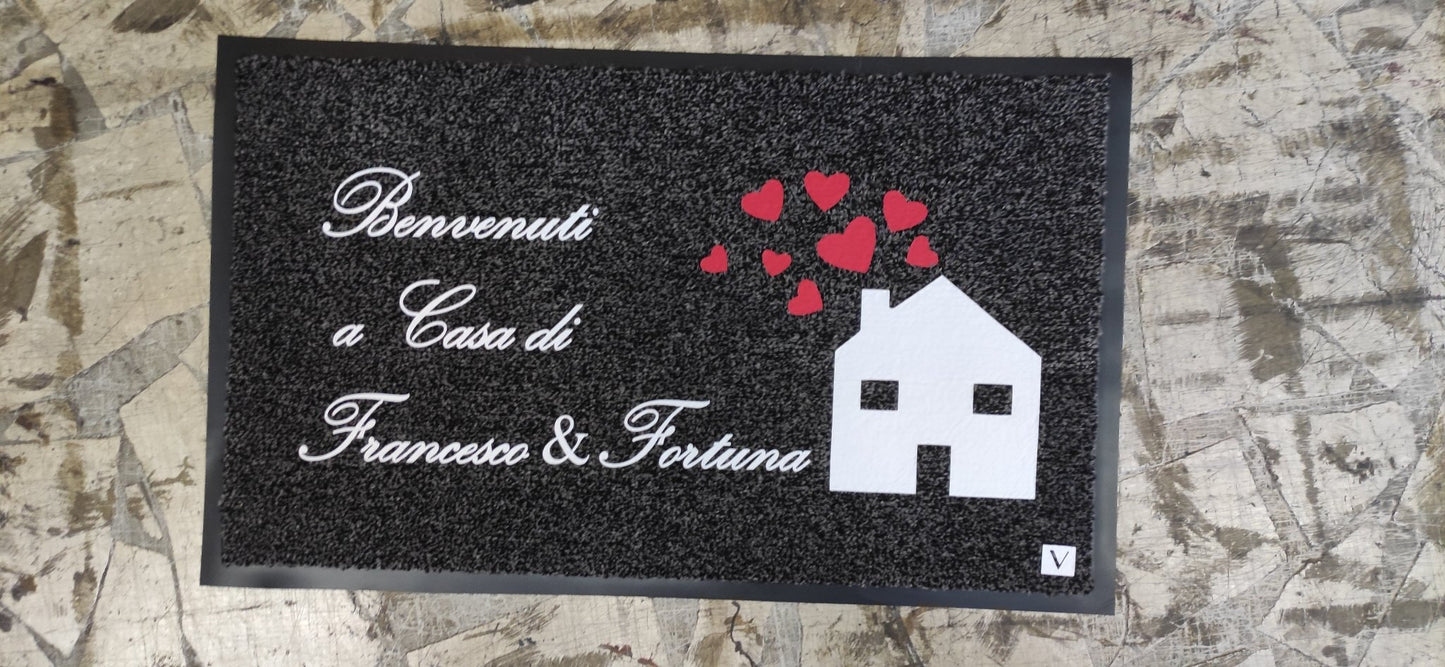 Benvenuti
a Casa di
Francesco & Fortuna
V